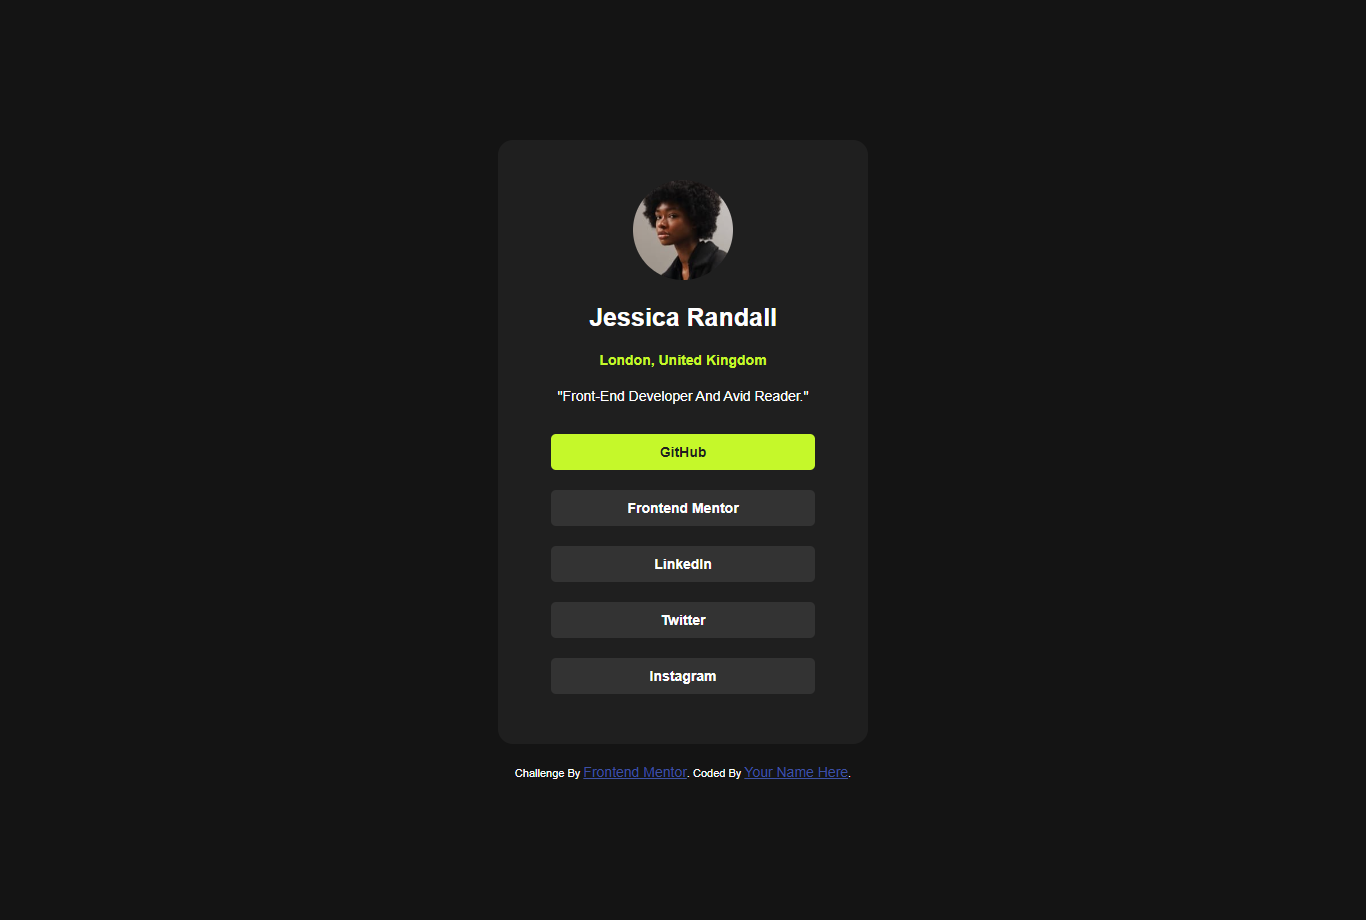 Jessica Randall
London, United Kingdom
"Front-End Developer And Avid Reader."
GitHub
Frontend Mentor
LinkedIn
Twitter
Instagram
Challenge By Frontend Mentor. Coded By Your Name Here.